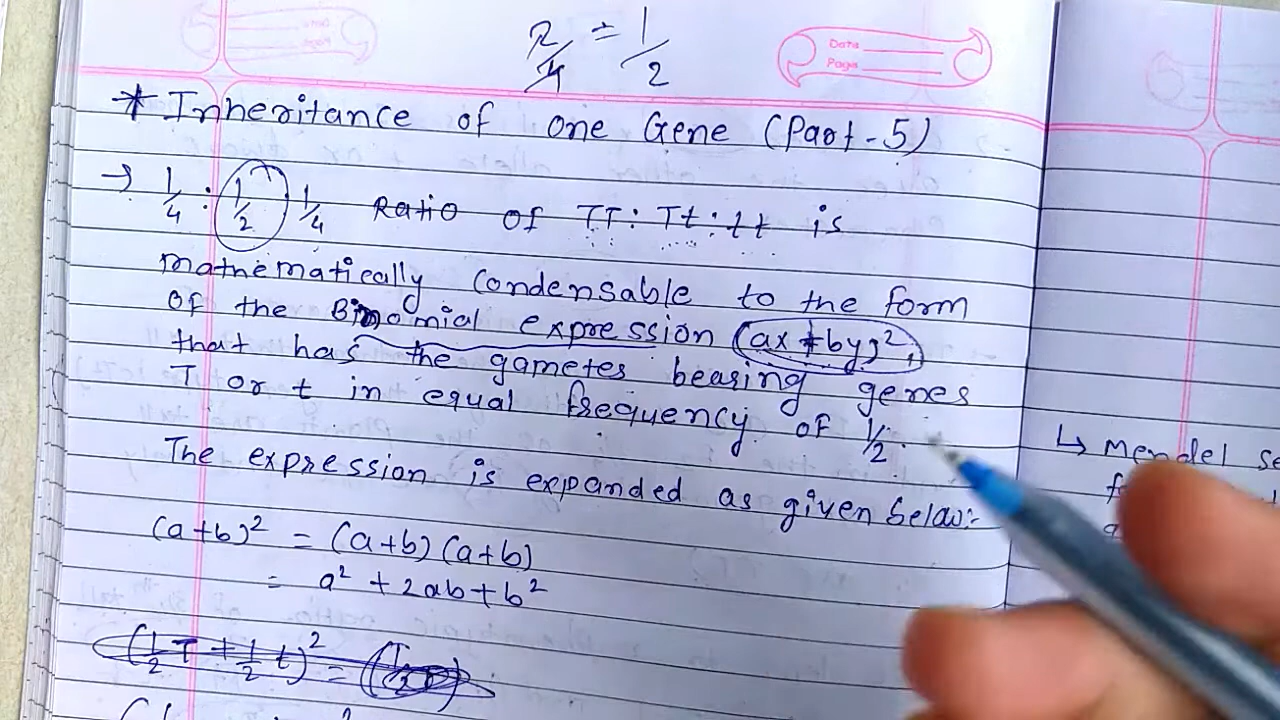 2/4 = 1/2
Date
Page
* Inheritance of one Gene (Part-5)
→ 1/4 : 1/2 : 1/4 Ratio of TT : Tt : tt is
mathematically condensable to the form
of the Binomial expression (ax+by)²,
that has the gametes bearing genes
T or t in equal frequency of 1/2.
The expression is expanded as given below:-
(a+b)² = (a+b) (a+b)
= a² + 2ab + b²
(1/2 T + 1/2 t)² =
↳ Mendel se